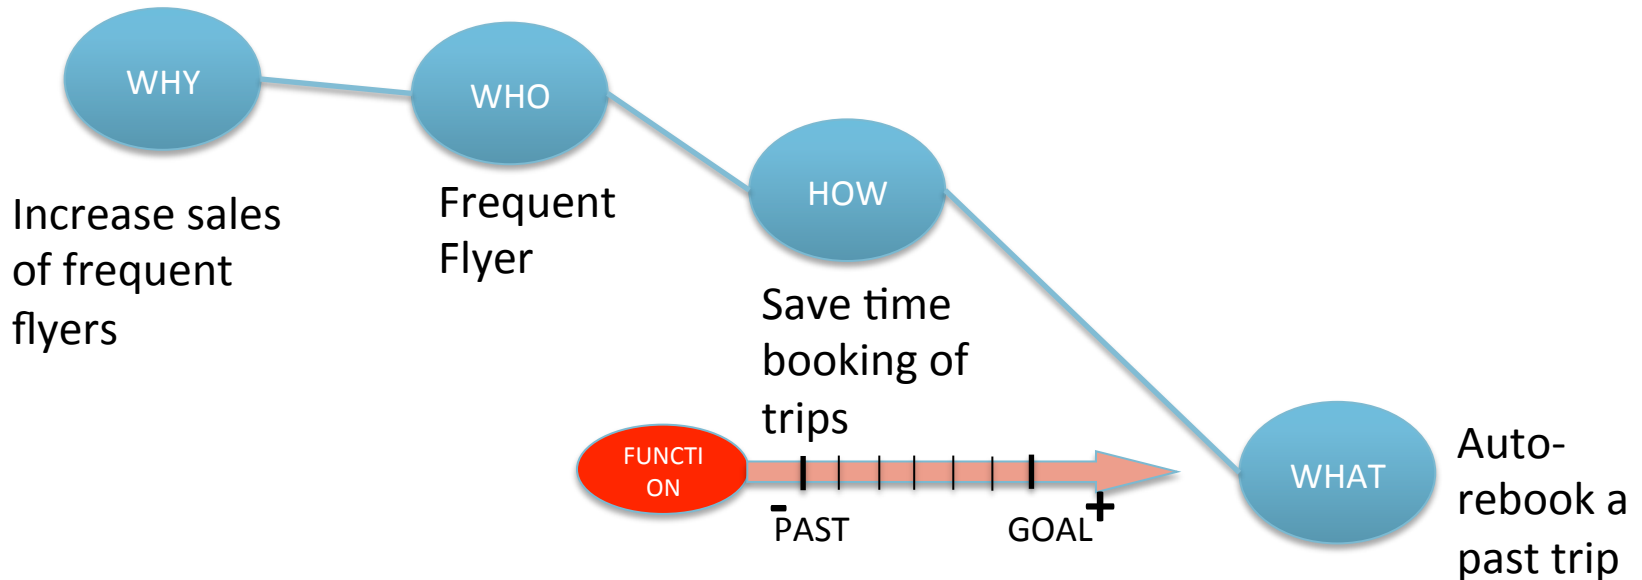 WHY
WHO
HOW
Increase sales
of frequent
flyers
Frequent
Flyer
Save time
booking of
trips
FUNCTI
ON
-
PAST
GOAL
+
WHAT
Auto-
rebook a
past trip